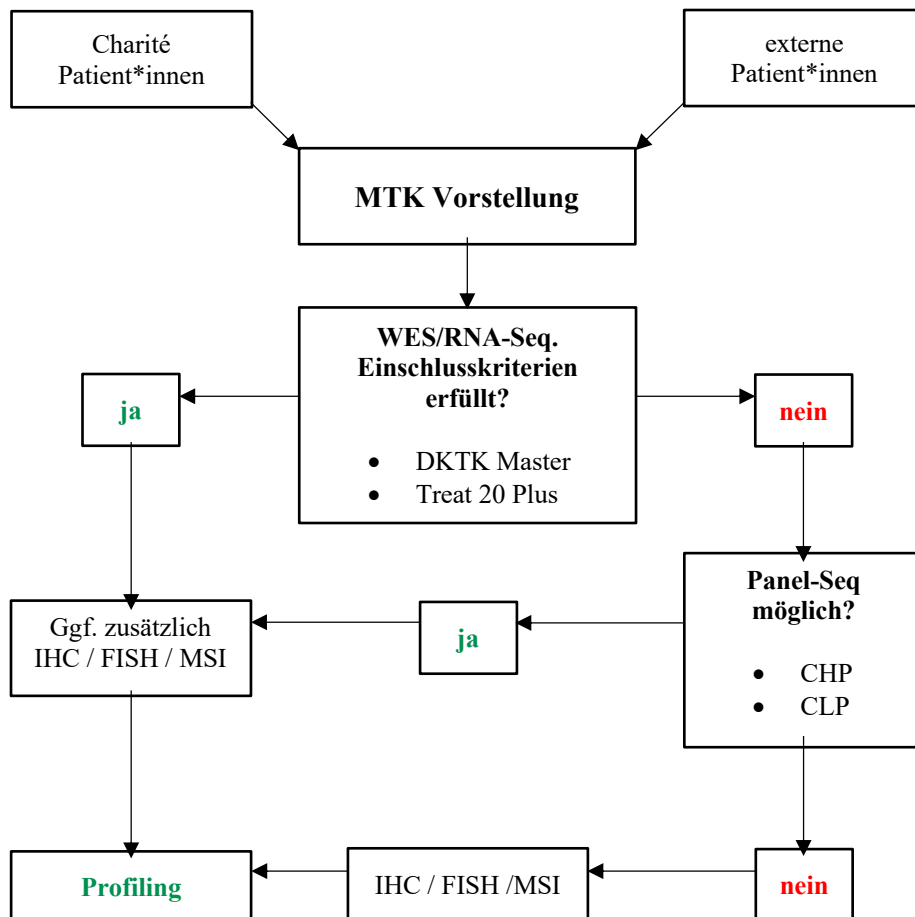 Charité
Patient*innen
externe
Patient*innen
MTK Vorstellung
WES/RNA-Seq.
Einschlusskriterien
erfüllt?
• DKTK Master
• Treat 20 Plus
ja
nein
Panel-Seq
möglich?
• CHP
• CLP
ja
Ggf. zusätzlich
IHC / FISH / MSI
Profiling
IHC / FISH /MSI
nein